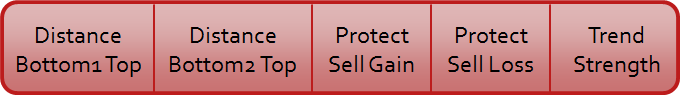 Distance
Bottom1 Top
Distance
Bottom2 Top
Protect
Sell Gain
Protect
Sell Loss
Trend
Strength